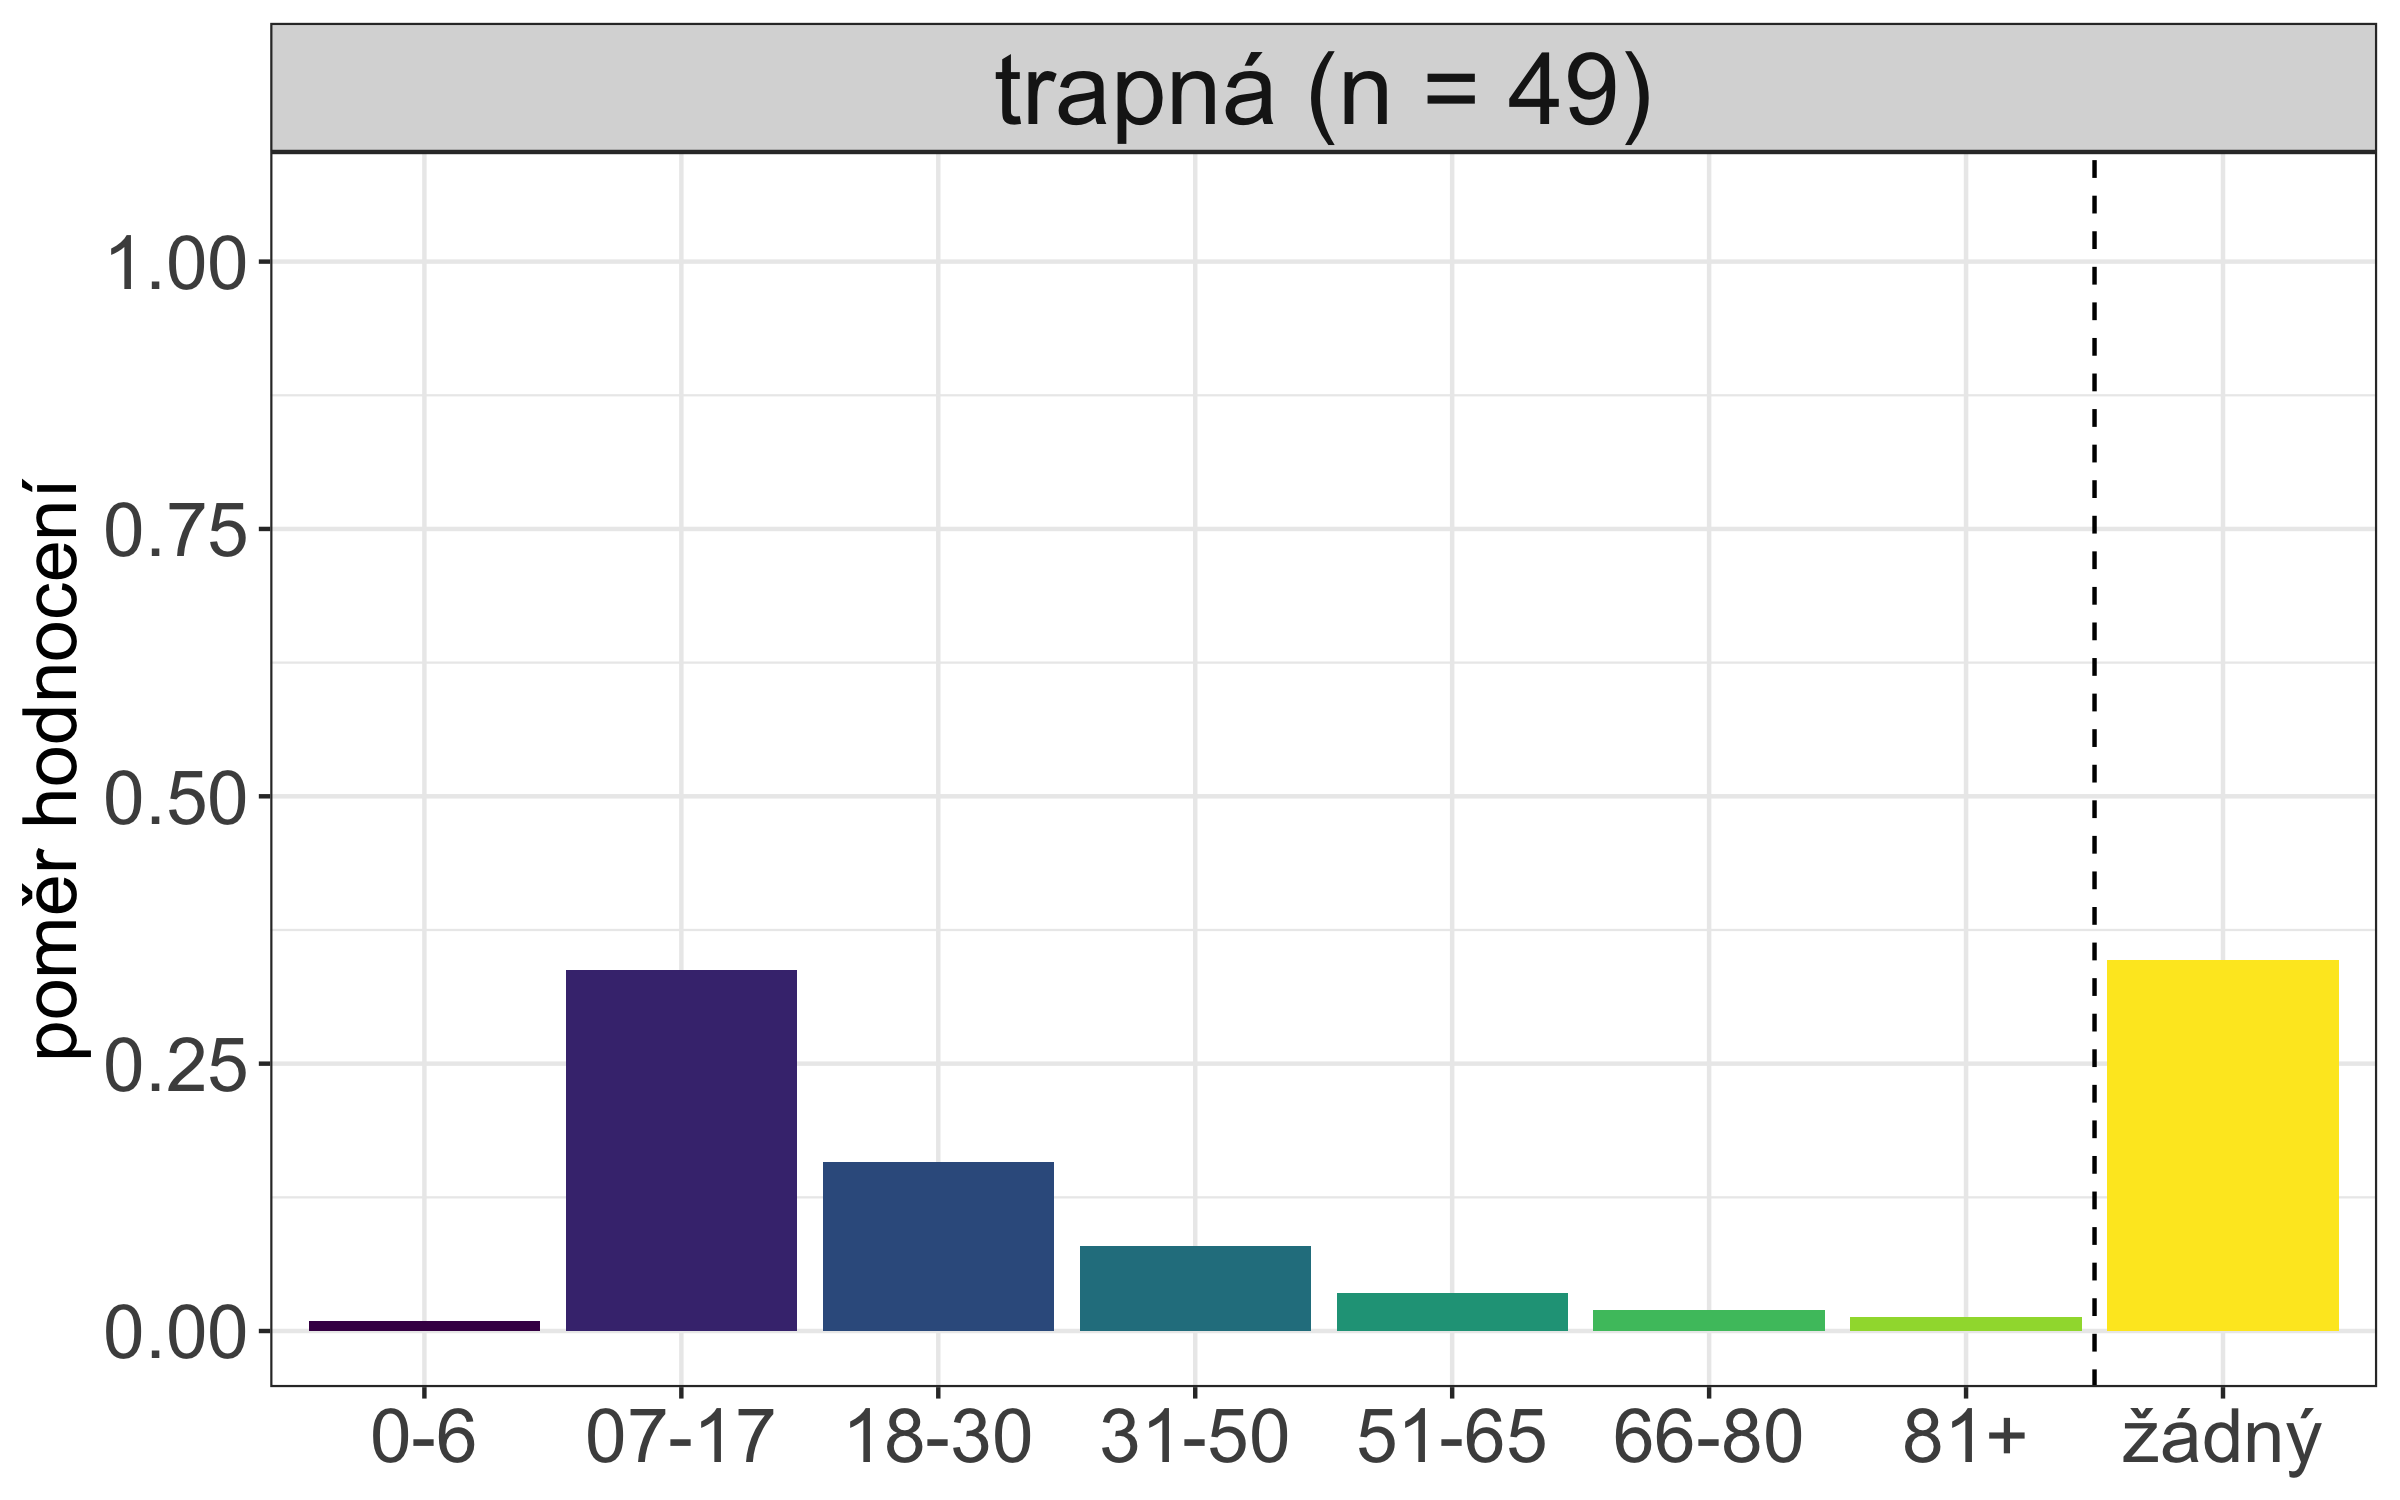 trapná (n = 49)
poměr hodnocení
1.00
0.75
0.50
0.25
0.00
0-6 07-17 18-30 31-50 51-65 66-80 81+ žádný